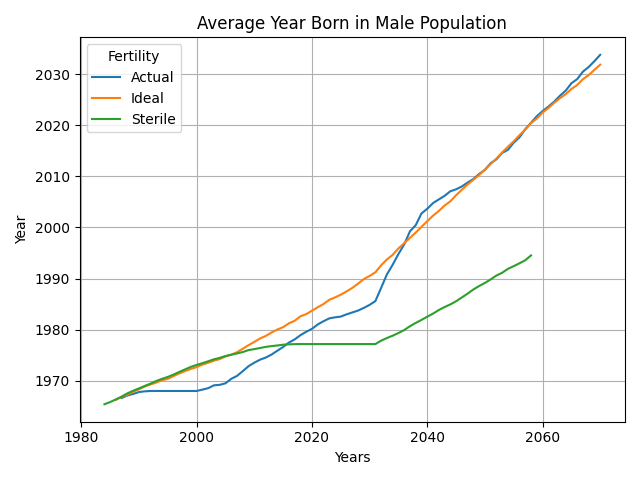 Average Year Born in Male Population
Fertility
Actual
Ideal
Sterile
Year
2030
2020
2010
2000
1990
1980
1970
1980 2000 2020 2040 2060
Years